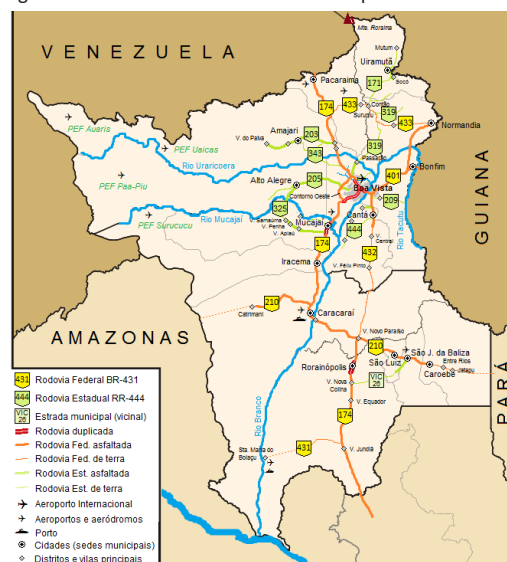 Mte. Roraima
VENEZUELA
Mutum
Uiramutã
Pacaraima
171
Socó
174
433
Contão
Surumu
319
433
Normandia
PEF Auaris
PEF Uaicas
Amajari
203
V. do Paiva
343
319
Passarão
Rio Uraricoera
Bonfim
PEF Paa-Piu
Alto Alegre
205
401
Contorno Oeste
Boa Vista
209
325
Cantá
Rio Mucajaí
Samaúma
V. Penha
V. Apiaú
Mucajaí
444
PEF Surucucu
Rio Tacutu
GUIANA
174
V. Central
432
Iracema
V. Félix Pinto
210
Catrimani
Caracaraí
AMAZONAS
V. Novo Paraíso
210
São J. da Baliza
São Luiz
Entre Rios
Jatapu
Caroebe
Rorainópolis
VIC 26
V. Nova Colina
PARÁ
V. Equador
174
Rio Branco
431
Sta. Maria do Boiaçu
V. Jundiá
431 Rodovia Federal BR-431
444 Rodovia Estadual RR-444
VIC 26 Estrada municipal (vicinal)
Rodovia duplicada
Rodovia Fed. asfaltada
Rodovia Fed. de terra
Rodovia Est. asfaltada
Rodovia Est. de terra
Aeroporto Internacional
Aeroportos e aeródromos
Porto
Cidades (sedes municipais)
Distritos e vilas principais